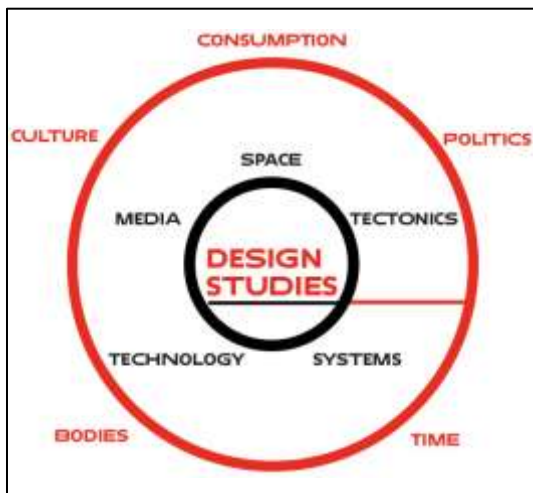 CONSUMPTION
CULTURE
POLITICS
SPACE
MEDIA
TECTONICS
DESIGN
STUDIES
TECHNOLOGY
SYSTEMS
BODIES
TIME